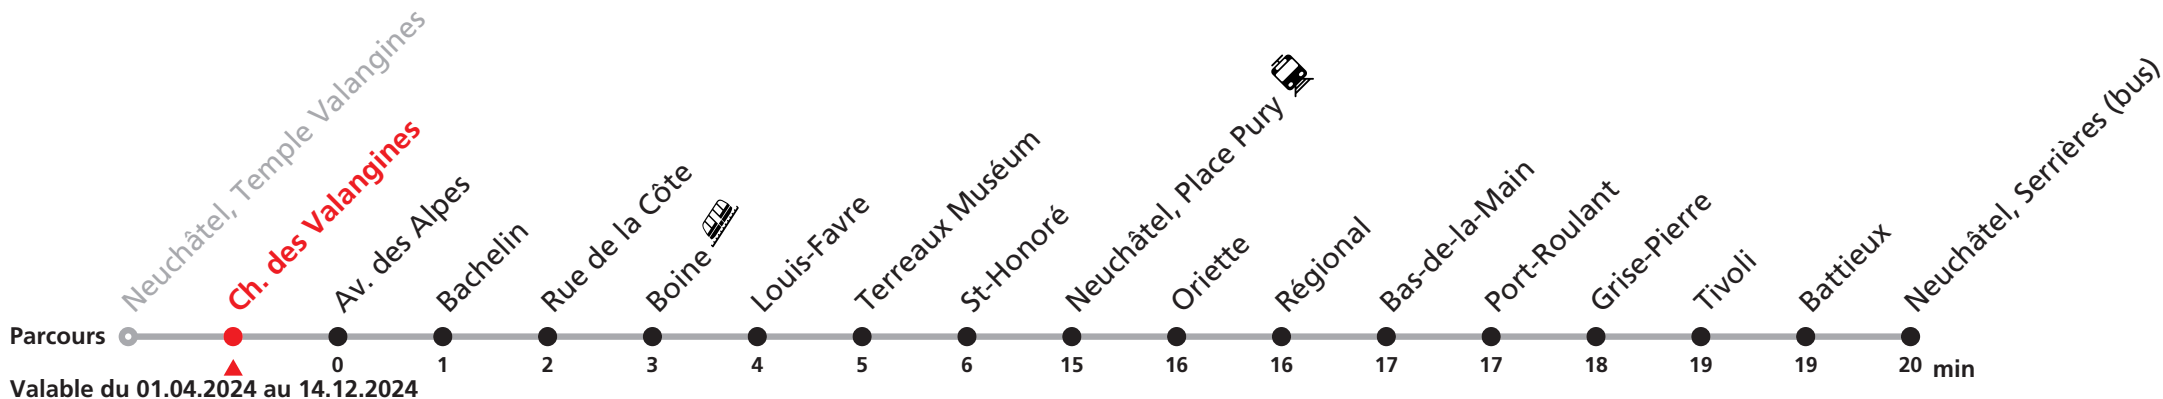 Neuchâtel, Temple Valangines
Ch. des Valangines
Av. des Alpes
Bachelin
Rue de la Côte
Boine
Louis-Favre
Terreaux Muséum
St-Honoré
Neuchâtel, Place Pury
Oriette
Régional
Bas-de-la-Main
Port-Roulant
Grise-Pierre
Tivoli
Battieux
Neuchâtel, Serrières (bus)
Parcours
0 1 2 3 4 5 6 15 16 16 17 17 18 19 19 20 min
Valable du 01.04.2024 au 14.12.2024